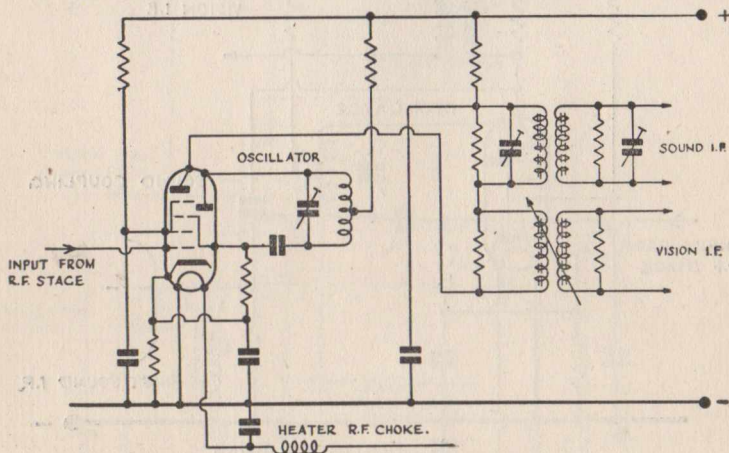 +
OSCILLATOR
SOUND I.F.
INPUT FROM
R.F. STAGE
VISION I.F.
−
HEATER R.F. CHOKE.